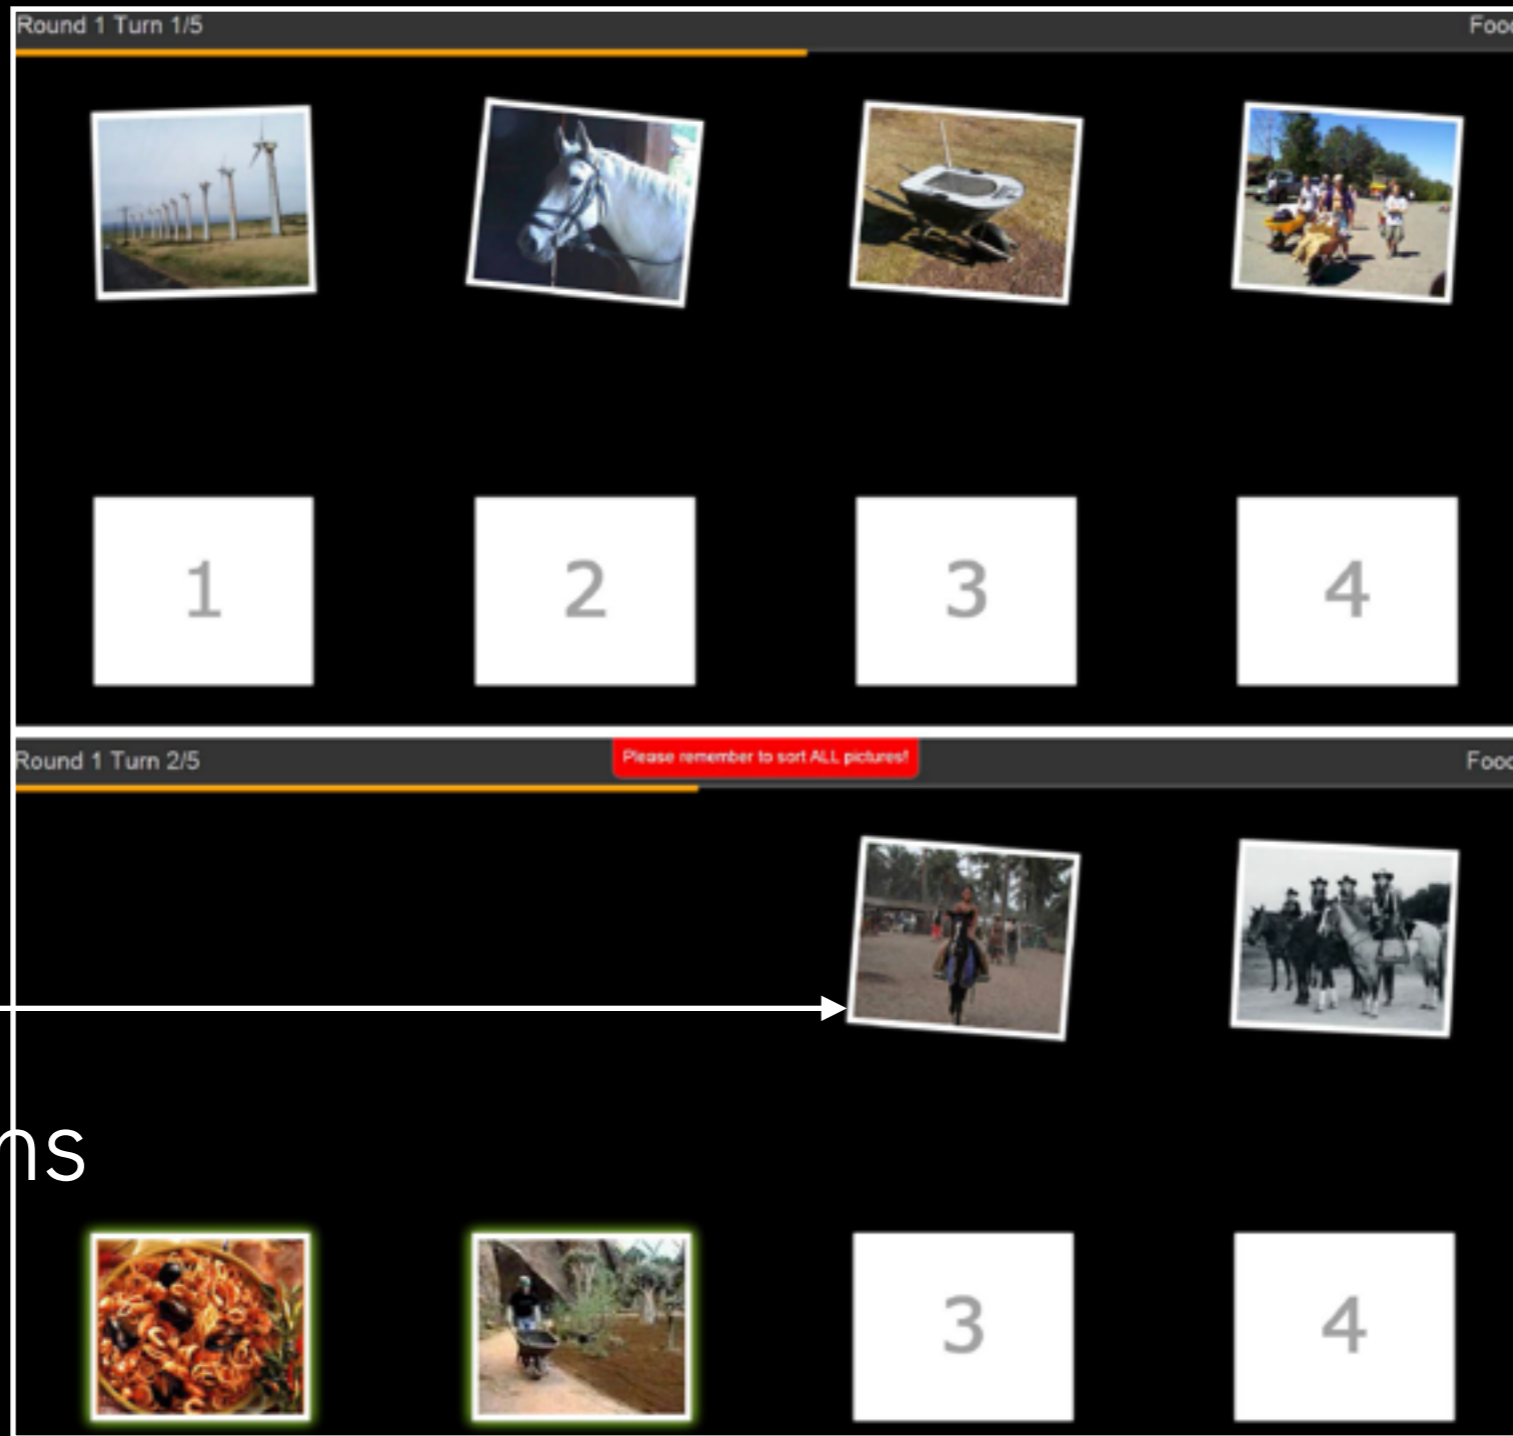 Round 1 Turn 1/5
1 2 3 4
Round 1 Turn 2/5 Please remember to sort ALL pictures!
3 4